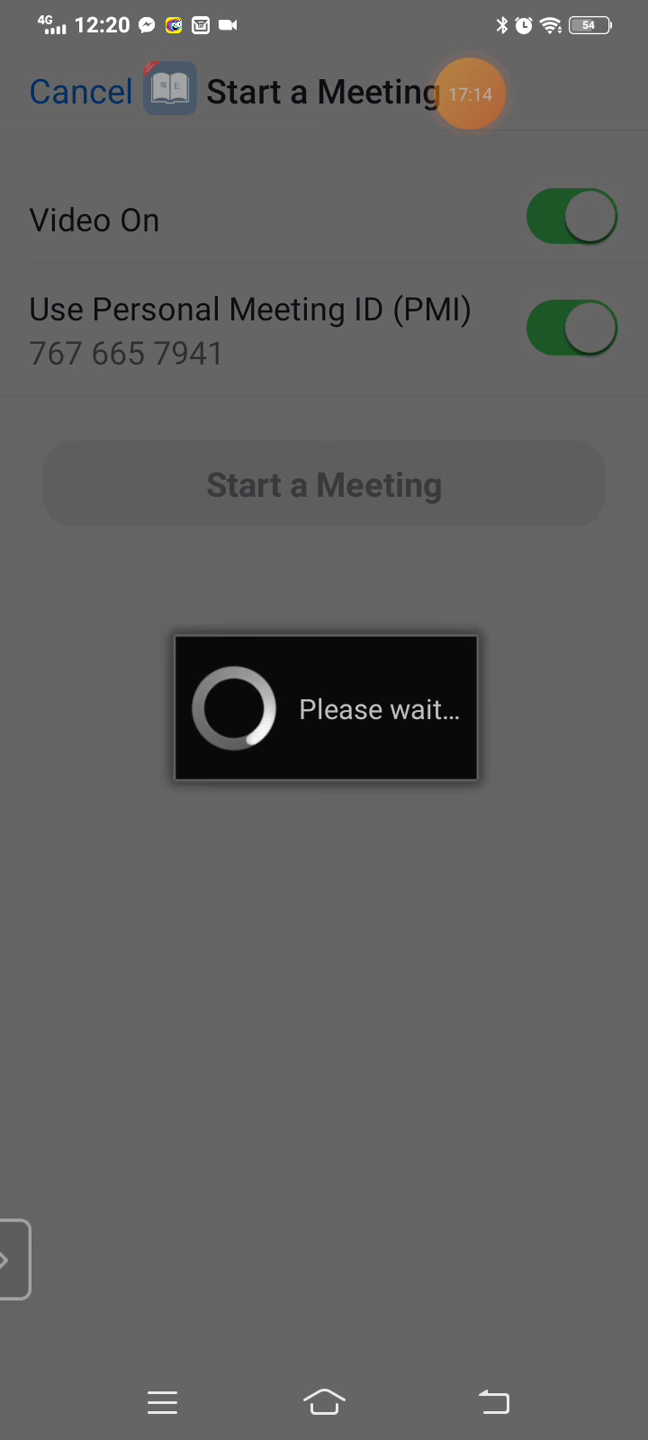 4G 12:20 54
Cancel Start a Meeting 17:14
Video On
Use Personal Meeting ID (PMI)
767 665 7941
Start a Meeting
Please wait...